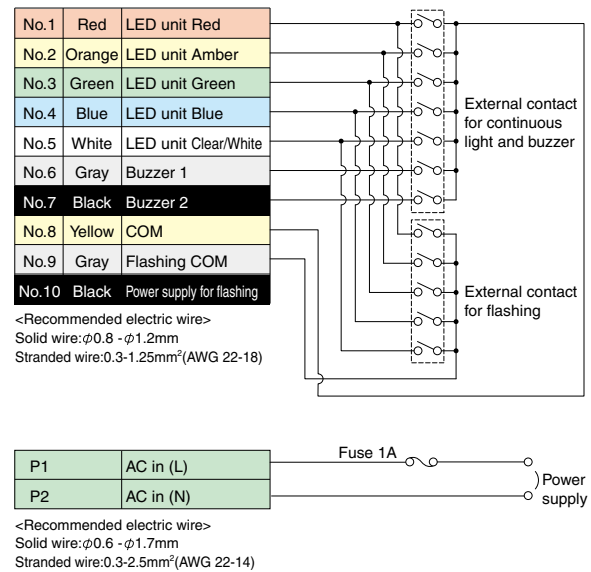 No.1 Red LED unit Red
No.2 Orange LED unit Amber
No.3 Green LED unit Green
No.4 Blue LED unit Blue
No.5 White LED unit Clear/White
No.6 Gray Buzzer 1
No.7 Black Buzzer 2
No.8 Yellow COM
No.9 Gray Flashing COM
No.10 Black Power supply for flashing
<Recommended electric wire>
Solid wire:φ0.8 -φ1.2mm
Stranded wire:0.3-1.25mm²(AWG 22-18)
External contact
for continuous
light and buzzer
External contact
for flashing
P1 AC in (L)
P2 AC in (N)
Fuse 1A
Power
supply
<Recommended electric wire>
Solid wire:φ0.6 -φ1.7mm
Stranded wire:0.3-2.5mm²(AWG 22-14)